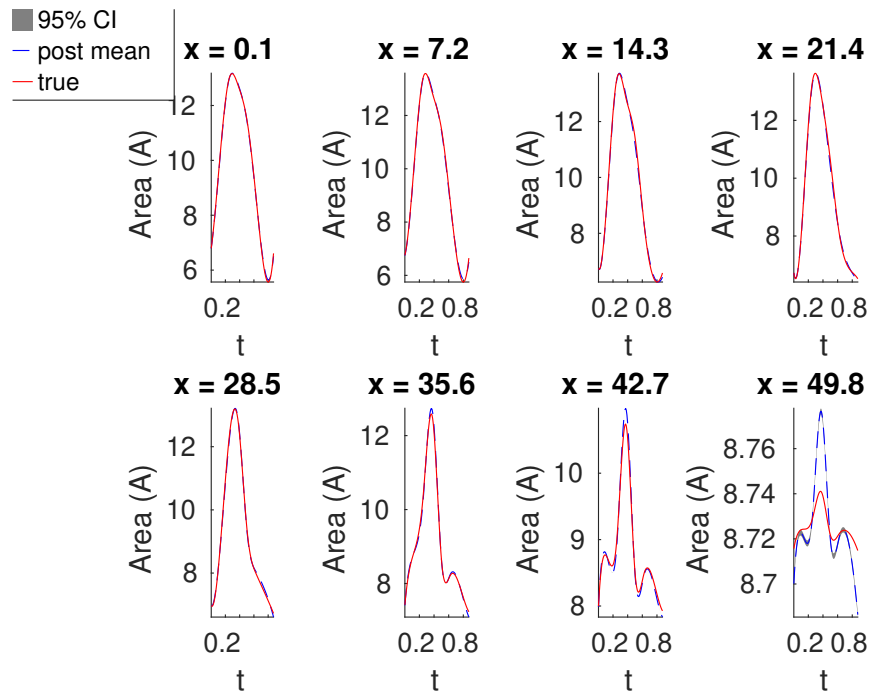 95% CI
post mean
true
x = 0.1
x = 7.2
x = 14.3
x = 21.4
Area (A)
12
10
8
6
0.2
t
Area (A)
12
10
8
6
0.2 0.8
t
Area (A)
12
10
8
0.2 0.8
t
Area (A)
12
10
8
0.2 0.8
t
x = 28.5
x = 35.6
x = 42.7
x = 49.8
Area (A)
12
10
8
0.2
t
Area (A)
12
10
8
0.2 0.8
t
Area (A)
10
9
8
0.2 0.8
t
Area (A)
8.76
8.74
8.72
8.7
0.2 0.8
t